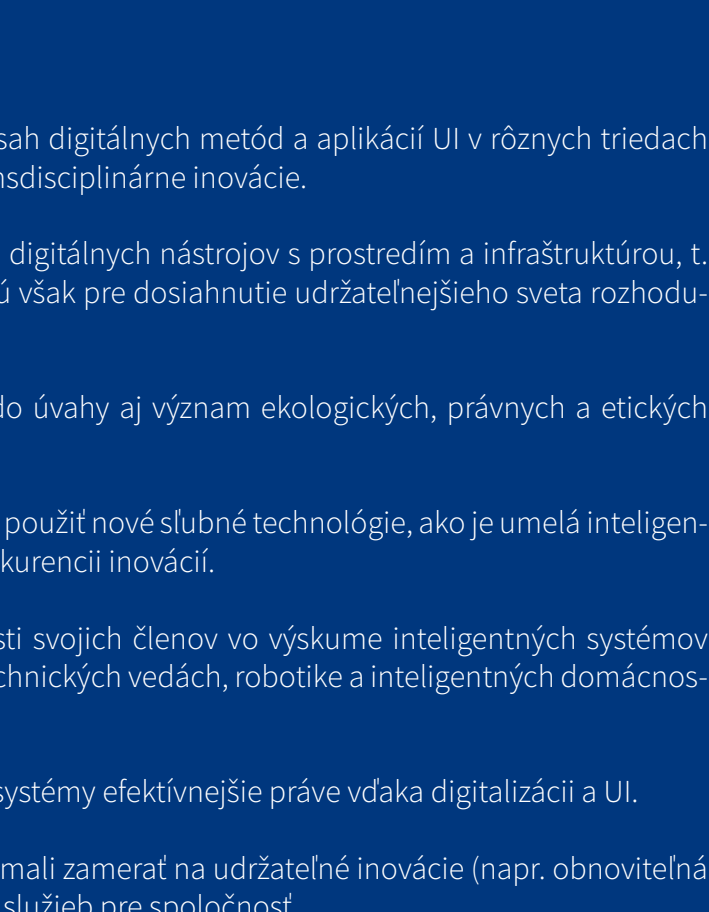 sah digitálnych metód a aplikácií UI v rôznych triedach
nsdisciplinárne inovácie.
digitálnych nástrojov s prostredím a infraštruktúrou, t.
ú však pre dosiahnutie udržateľnejšieho sveta rozhodu-
do úvahy aj význam ekologických, právnych a etických
použiť nové sľubné technológie, ako je umelá inteligen-
kurencii inovácií.
sti svojich členov vo výskume inteligentných systémov
chnických vedách, robotike a inteligentných domácnos-
systémy efektívnejšie práve vďaka digitalizácii a UI.
mali zamerať na udržateľné inovácie (napr. obnoviteľná
služieb pre spoločnosť